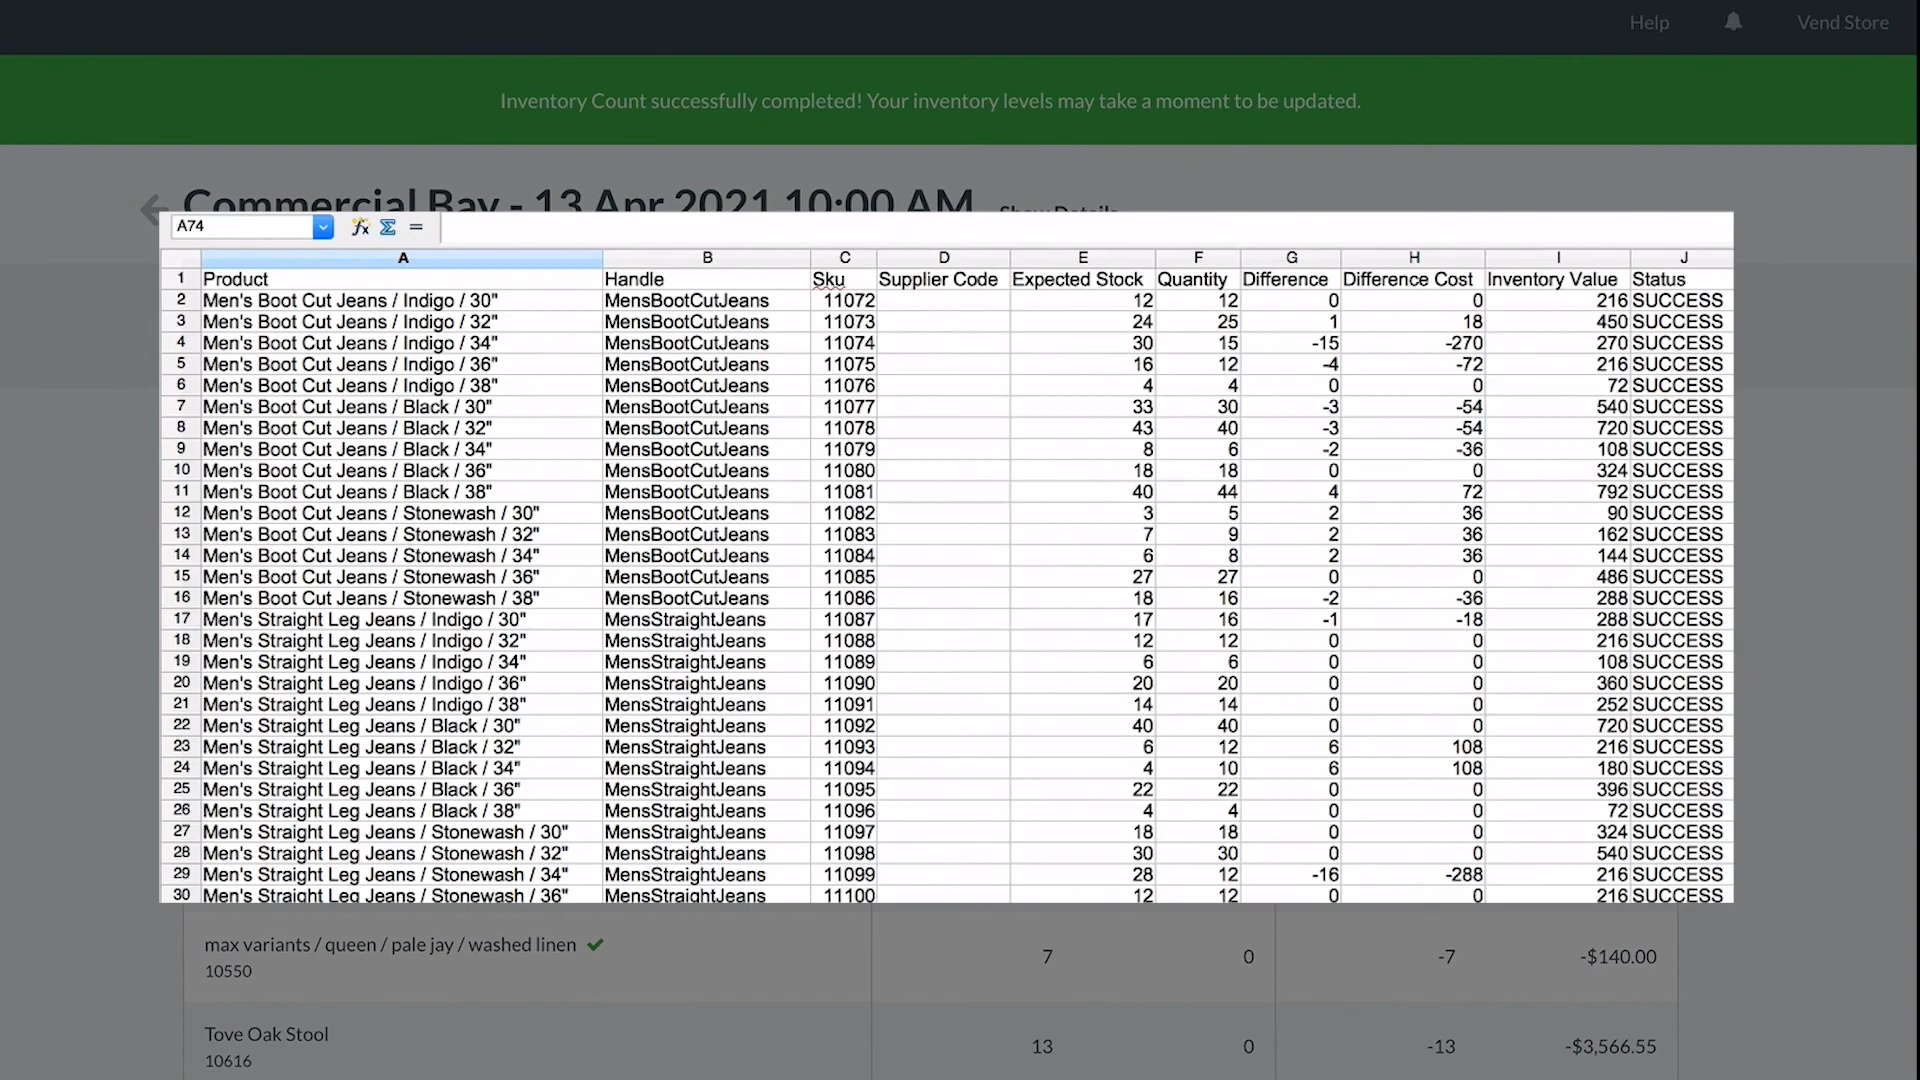 Help Vend Store
Inventory Count successfully completed! Your inventory levels may take a moment to be updated.
Commercial Bay - 13 Apr 2021 10:00 AM Show Details
A74 fx Σ =
A B C D E F G H I J
1 Product Handle Sku Supplier Code Expected Stock Quantity Difference Difference Cost Inventory Value Status
2 Men's Boot Cut Jeans / Indigo / 30" MensBootCutJeans 11072 12 12 0 0 216 SUCCESS
3 Men's Boot Cut Jeans / Indigo / 32" MensBootCutJeans 11073 24 25 1 18 450 SUCCESS
4 Men's Boot Cut Jeans / Indigo / 34" MensBootCutJeans 11074 30 15 -15 -270 270 SUCCESS
5 Men's Boot Cut Jeans / Indigo / 36" MensBootCutJeans 11075 16 12 -4 -72 216 SUCCESS
6 Men's Boot Cut Jeans / Indigo / 38" MensBootCutJeans 11076 4 4 0 0 72 SUCCESS
7 Men's Boot Cut Jeans / Black / 30" MensBootCutJeans 11077 33 30 -3 -54 540 SUCCESS
8 Men's Boot Cut Jeans / Black / 32" MensBootCutJeans 11078 43 40 -3 -54 720 SUCCESS
9 Men's Boot Cut Jeans / Black / 34" MensBootCutJeans 11079 8 6 -2 -36 108 SUCCESS
10 Men's Boot Cut Jeans / Black / 36" MensBootCutJeans 11080 18 18 0 0 324 SUCCESS
11 Men's Boot Cut Jeans / Black / 38" MensBootCutJeans 11081 40 44 4 72 792 SUCCESS
12 Men's Boot Cut Jeans / Stonewash / 30" MensBootCutJeans 11082 3 5 2 36 90 SUCCESS
13 Men's Boot Cut Jeans / Stonewash / 32" MensBootCutJeans 11083 7 9 2 36 162 SUCCESS
14 Men's Boot Cut Jeans / Stonewash / 34" MensBootCutJeans 11084 6 8 2 36 144 SUCCESS
15 Men's Boot Cut Jeans / Stonewash / 36" MensBootCutJeans 11085 27 27 0 0 486 SUCCESS
16 Men's Boot Cut Jeans / Stonewash / 38" MensBootCutJeans 11086 18 16 -2 -36 288 SUCCESS
17 Men's Straight Leg Jeans / Indigo / 30" MensStraightJeans 11087 17 16 -1 -18 288 SUCCESS
18 Men's Straight Leg Jeans / Indigo / 32" MensStraightJeans 11088 12 12 0 0 216 SUCCESS
19 Men's Straight Leg Jeans / Indigo / 34" MensStraightJeans 11089 6 6 0 0 108 SUCCESS
20 Men's Straight Leg Jeans / Indigo / 36" MensStraightJeans 11090 20 20 0 0 360 SUCCESS
21 Men's Straight Leg Jeans / Indigo / 38" MensStraightJeans 11091 14 14 0 0 252 SUCCESS
22 Men's Straight Leg Jeans / Black / 30" MensStraightJeans 11092 40 40 0 0 720 SUCCESS
23 Men's Straight Leg Jeans / Black / 32" MensStraightJeans 11093 6 12 6 108 216 SUCCESS
24 Men's Straight Leg Jeans / Black / 34" MensStraightJeans 11094 4 10 6 108 180 SUCCESS
25 Men's Straight Leg Jeans / Black / 36" MensStraightJeans 11095 22 22 0 0 396 SUCCESS
26 Men's Straight Leg Jeans / Black / 38" MensStraightJeans 11096 4 4 0 0 72 SUCCESS
27 Men's Straight Leg Jeans / Stonewash / 30" MensStraightJeans 11097 18 18 0 0 324 SUCCESS
28 Men's Straight Leg Jeans / Stonewash / 32" MensStraightJeans 11098 30 30 0 0 540 SUCCESS
29 Men's Straight Leg Jeans / Stonewash / 34" MensStraightJeans 11099 28 12 -16 -288 216 SUCCESS
30 Men's Straight Leg Jeans / Stonewash / 36" MensStraightJeans 11100 12 12 0 0 216 SUCCESS
max variants / queen / pale jay / washed linen 7 0 -7 -$140.00
10550
Tove Oak Stool 13 0 -13 -$3,566.55
10616